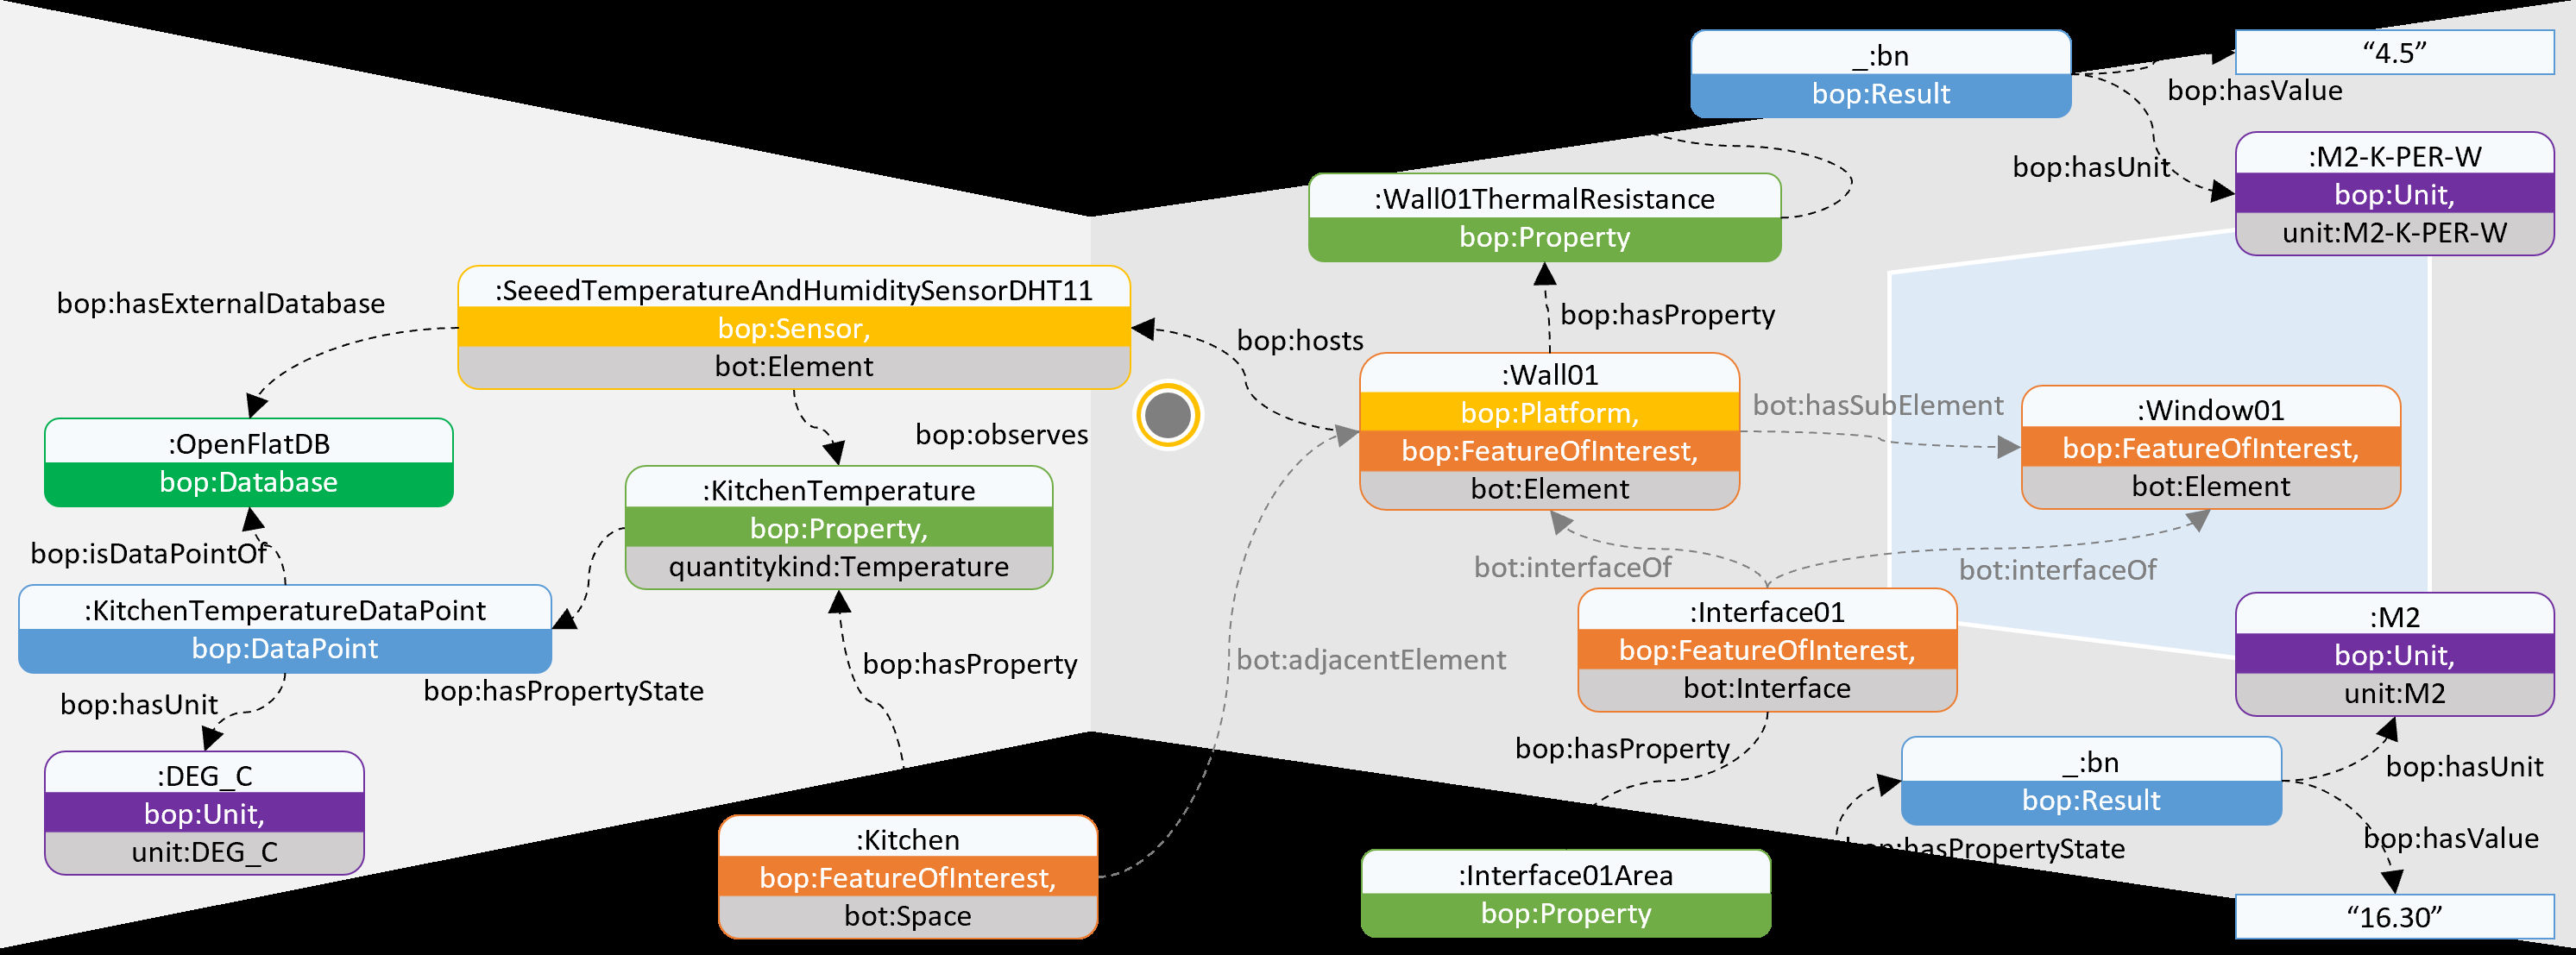 _:bn
bop:Result
“4.5”
bop:hasValue
:M2-K-PER-W
bop:Unit,
unit:M2-K-PER-W
bop:hasUnit
:Wall01ThermalResistance
bop:Property
bop:hasProperty
:SeeedTemperatureAndHumiditySensorDHT11
bop:Sensor,
bot:Element
bop:hasExternalDatabase
bop:hosts
:Wall01
bop:Platform,
bop:FeatureOfInterest,
bot:Element
bot:hasSubElement
:Window01
bop:FeatureOfInterest,
bot:Element
:OpenFlatDB
bop:Database
bop:observes
:KitchenTemperature
bop:Property,
quantitykind:Temperature
bop:isDataPointOf
:KitchenTemperatureDataPoint
bop:DataPoint
bop:hasPropertyState
bop:hasUnit
:DEG_C
bop:Unit,
unit:DEG_C
bop:hasProperty
bot:adjacentElement
bot:interfaceOf
bot:interfaceOf
:Interface01
bop:FeatureOfInterest,
bot:Interface
:M2
bop:Unit,
unit:M2
bop:hasProperty
_:bn
bop:Result
bop:hasUnit
bop:hasValue
bop:hasPropertyState
:Kitchen
bop:FeatureOfInterest,
bot:Space
:Interface01Area
bop:Property
“16.30”